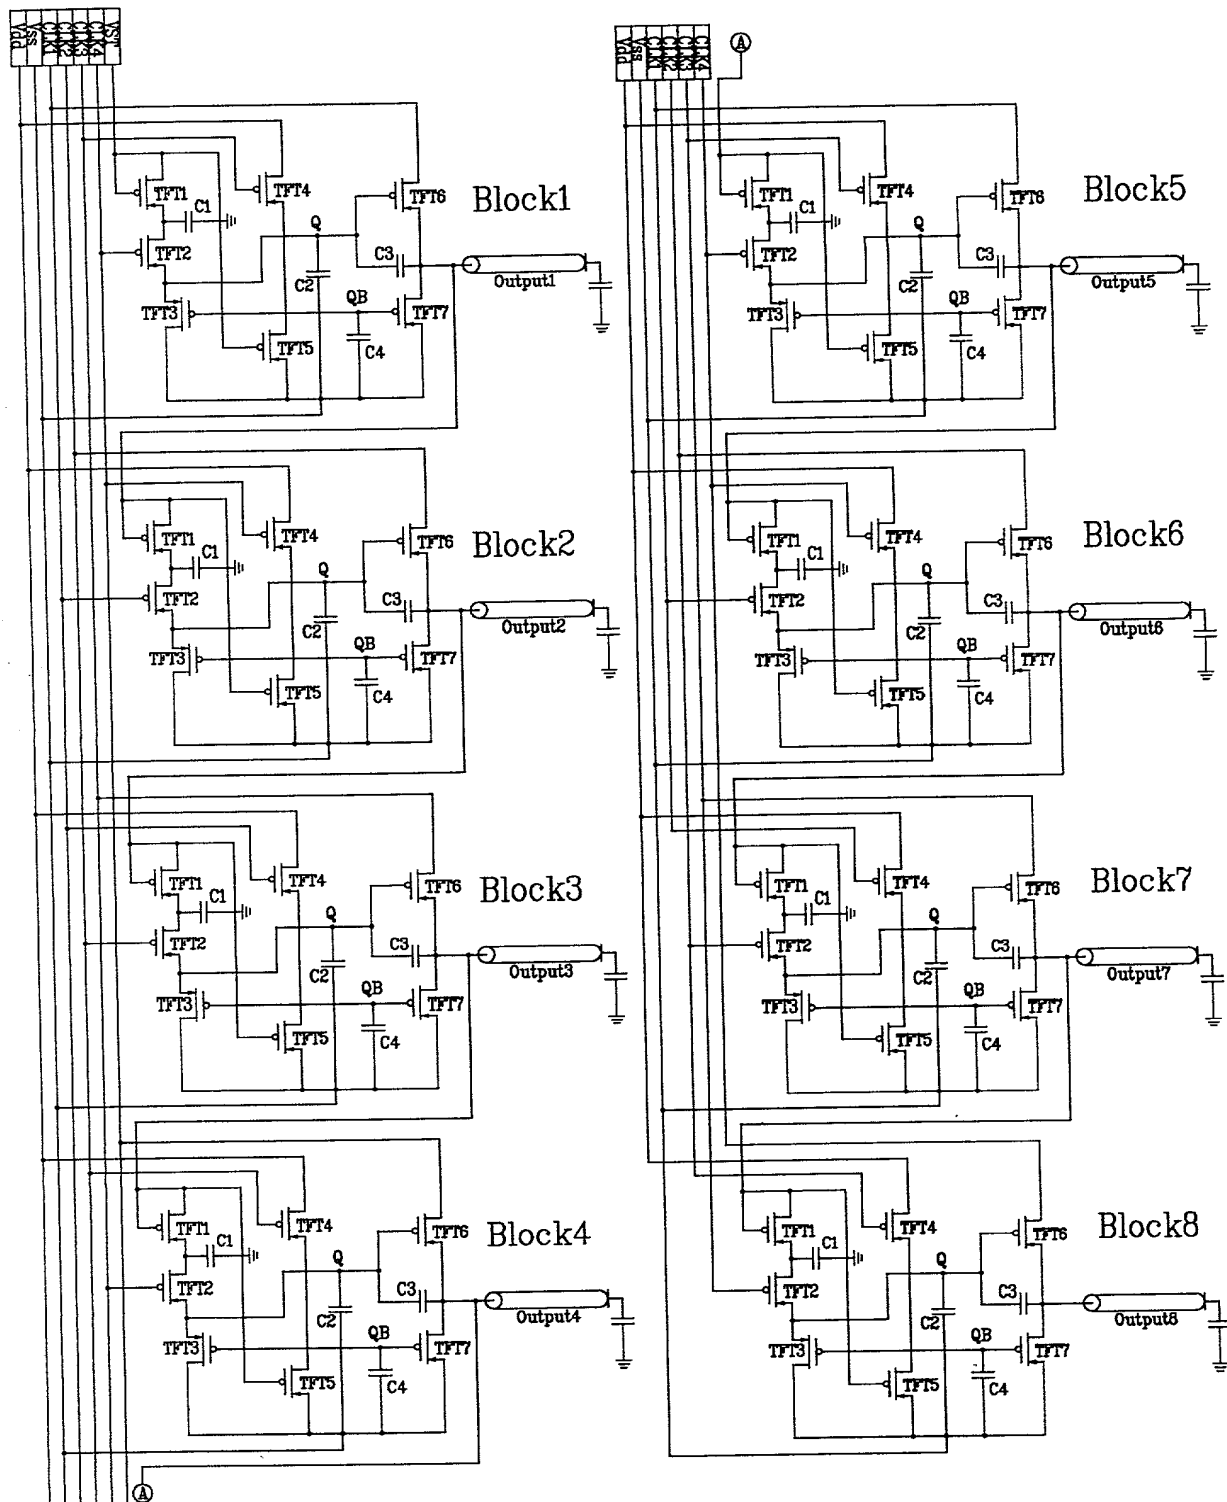 Vdd
Vss
CLK1
CLK2
CLK3
CLK4
VST
TFT1
TFT4
TFT6
Block1
C1
TFT2
Q
C3
C2
Output1
TFT3
QB
TFT7
TFT5
C4
TFT1
TFT4
TFT6
Block2
C1
TFT2
Q
C3
C2
Output2
TFT3
QB
TFT7
TFT5
C4
TFT1
TFT4
TFT6
Block3
C1
TFT2
Q
C3
C2
Output3
TFT3
QB
TFT7
TFT5
C4
TFT1
TFT4
TFT6
Block4
C1
TFT2
Q
C3
C2
Output4
TFT3
QB
TFT7
TFT5
C4
A
Vdd
Vss
CLK1
CLK2
CLK3
CLK4
A
TFT1
TFT4
TFT6
Block5
C1
TFT2
Q
C3
C2
Output5
TFT3
QB
TFT7
TFT5
C4
TFT1
TFT4
TFT6
Block6
C1
TFT2
Q
C3
C2
Output6
TFT3
QB
TFT7
TFT5
C4
TFT1
TFT4
TFT6
Block7
C1
TFT2
Q
C3
C2
Output7
TFT3
QB
TFT7
TFT5
C4
TFT1
TFT4
TFT6
Block8
C1
TFT2
Q
C3
C2
Output8
TFT3
QB
TFT7
TFT5
C4